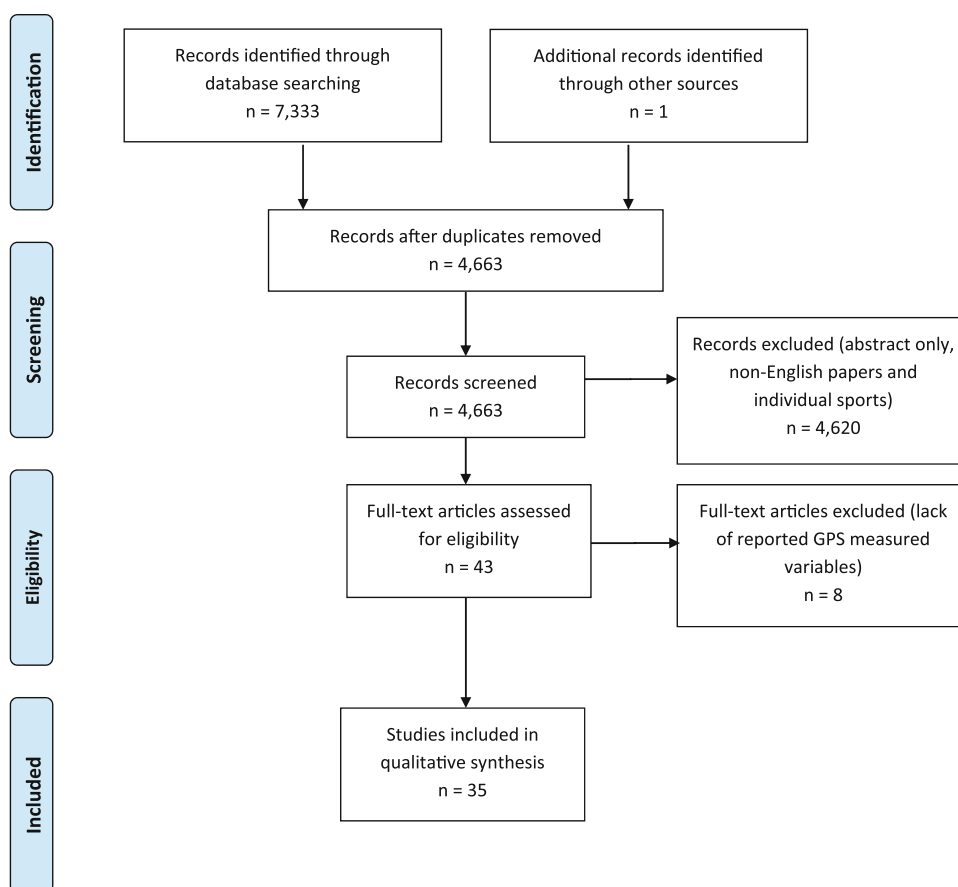 Identification
Records identified through
database searching
n = 7,333
Additional records identified
through other sources
n = 1
Records after duplicates removed
n = 4,663
Screening
Records screened
n = 4,663
Records excluded (abstract only,
non-English papers and
individual sports)
n = 4,620
Eligibility
Full-text articles assessed
for eligibility
n = 43
Full-text articles excluded (lack
of reported GPS measured
variables)
n = 8
Included
Studies included in
qualitative synthesis
n = 35